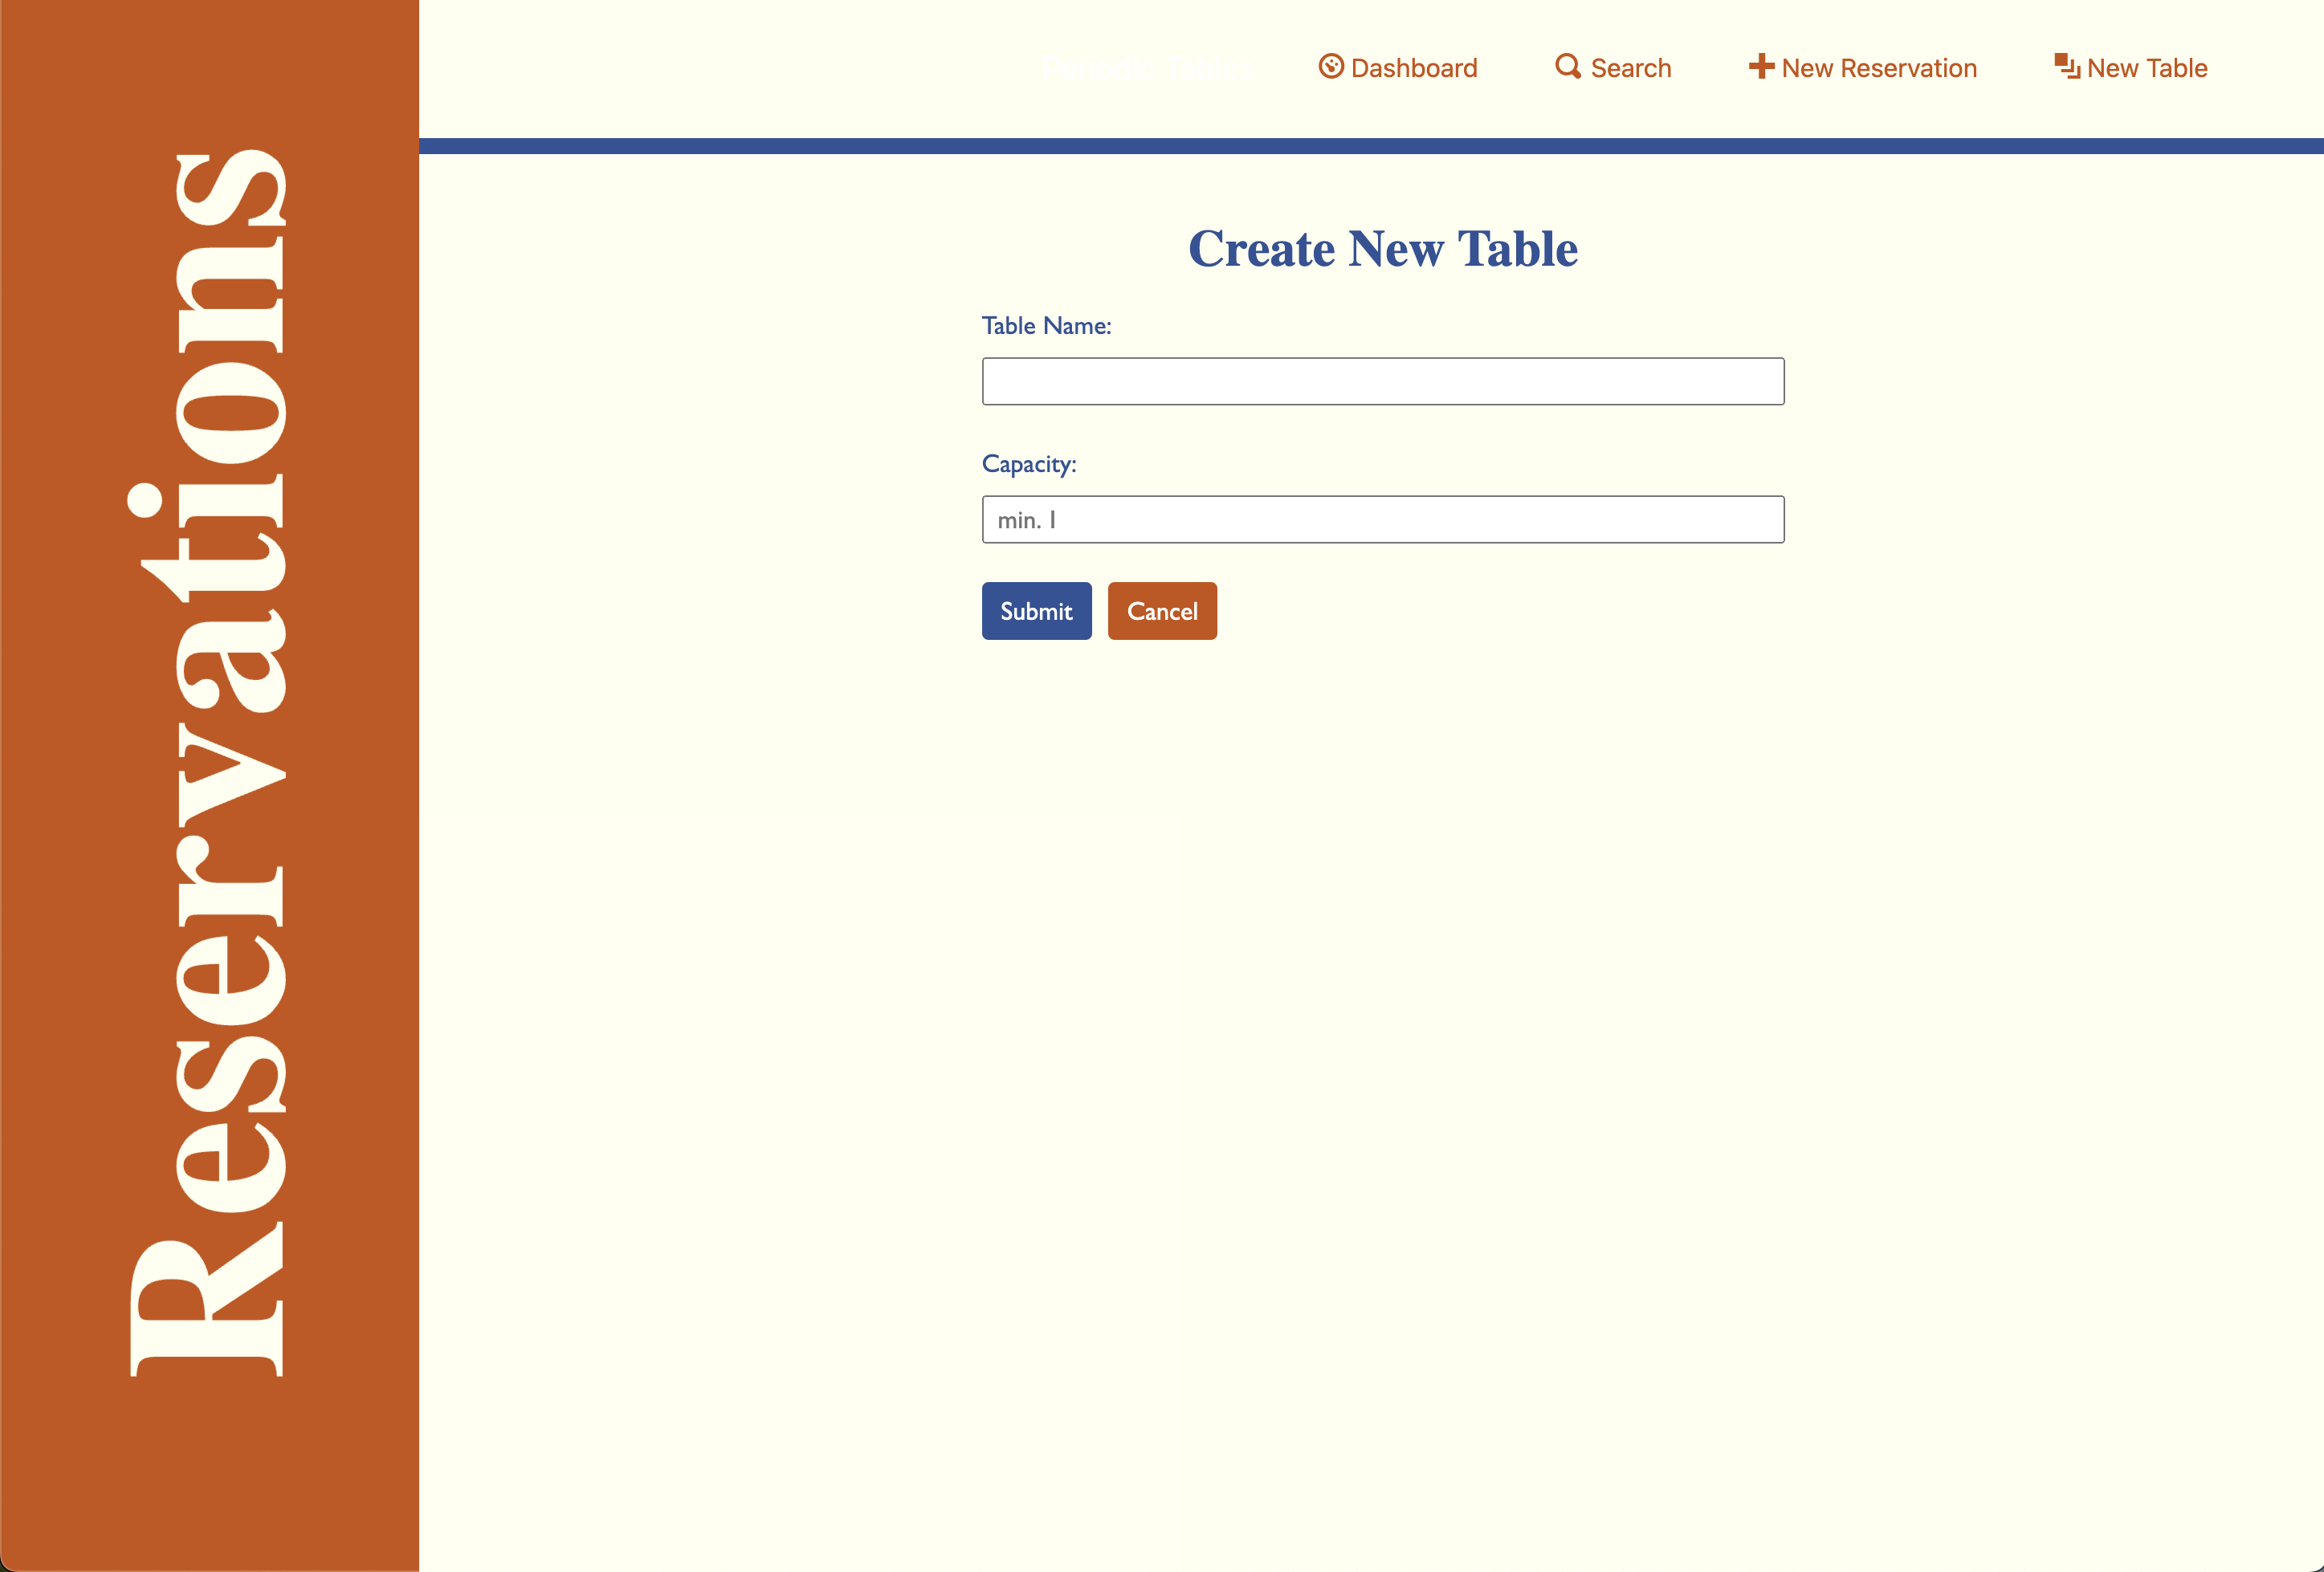 Reservations
Periodic Tables
Dashboard
Search
New Reservation
New Table
Create New Table
Table Name:
Capacity:
min. 1
Submit
Cancel